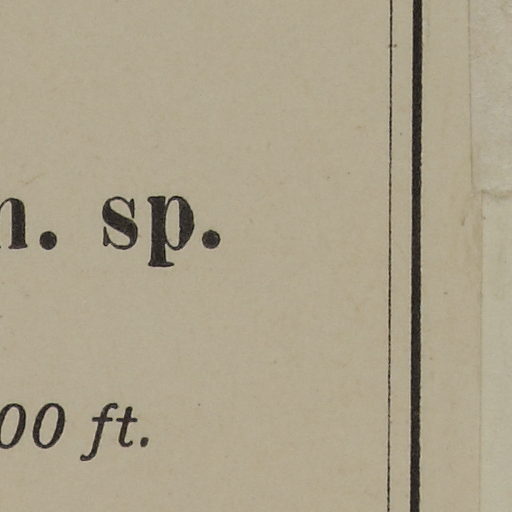 n. sp.
00 ft.